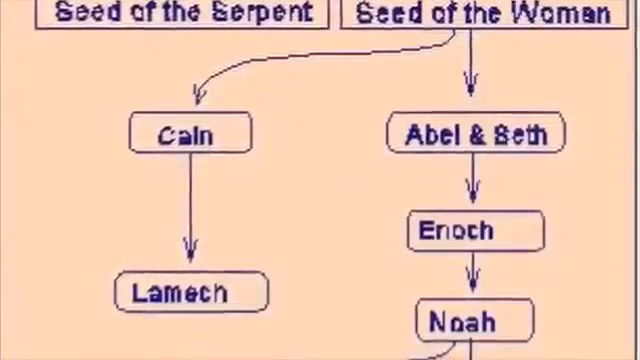 Seed of the Serpent
Seed of the Woman
Cain
Abel & Seth
Enoch
Lamech
Noah